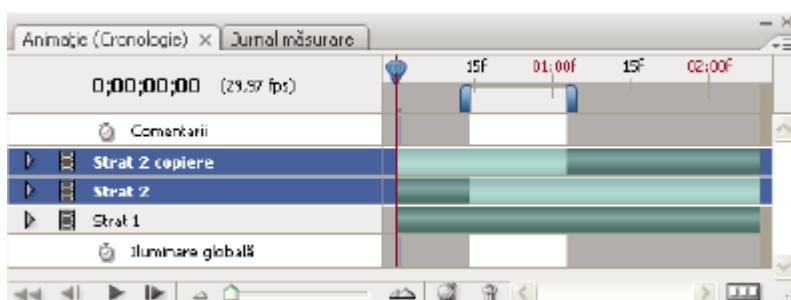 Animație (Cronologie) × Jurnal măsurare
0;00;00;00 (29.97 fps)
15f 01;00f 15f 02;00f
Comentarii
Strat 2 copiere
Strat 2
Strat 1
Iluminare globală